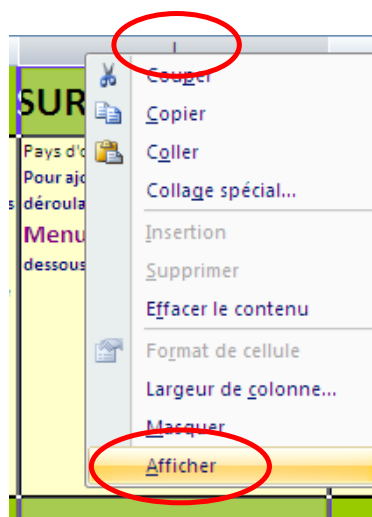 I
SUR
Pays d'o
Pour ajo
s déroula
Menu
dessous
Couper
Copier
Coller
Collage spécial...
Insertion
Supprimer
Effacer le contenu
Format de cellule
Largeur de colonne...
Masquer
Afficher